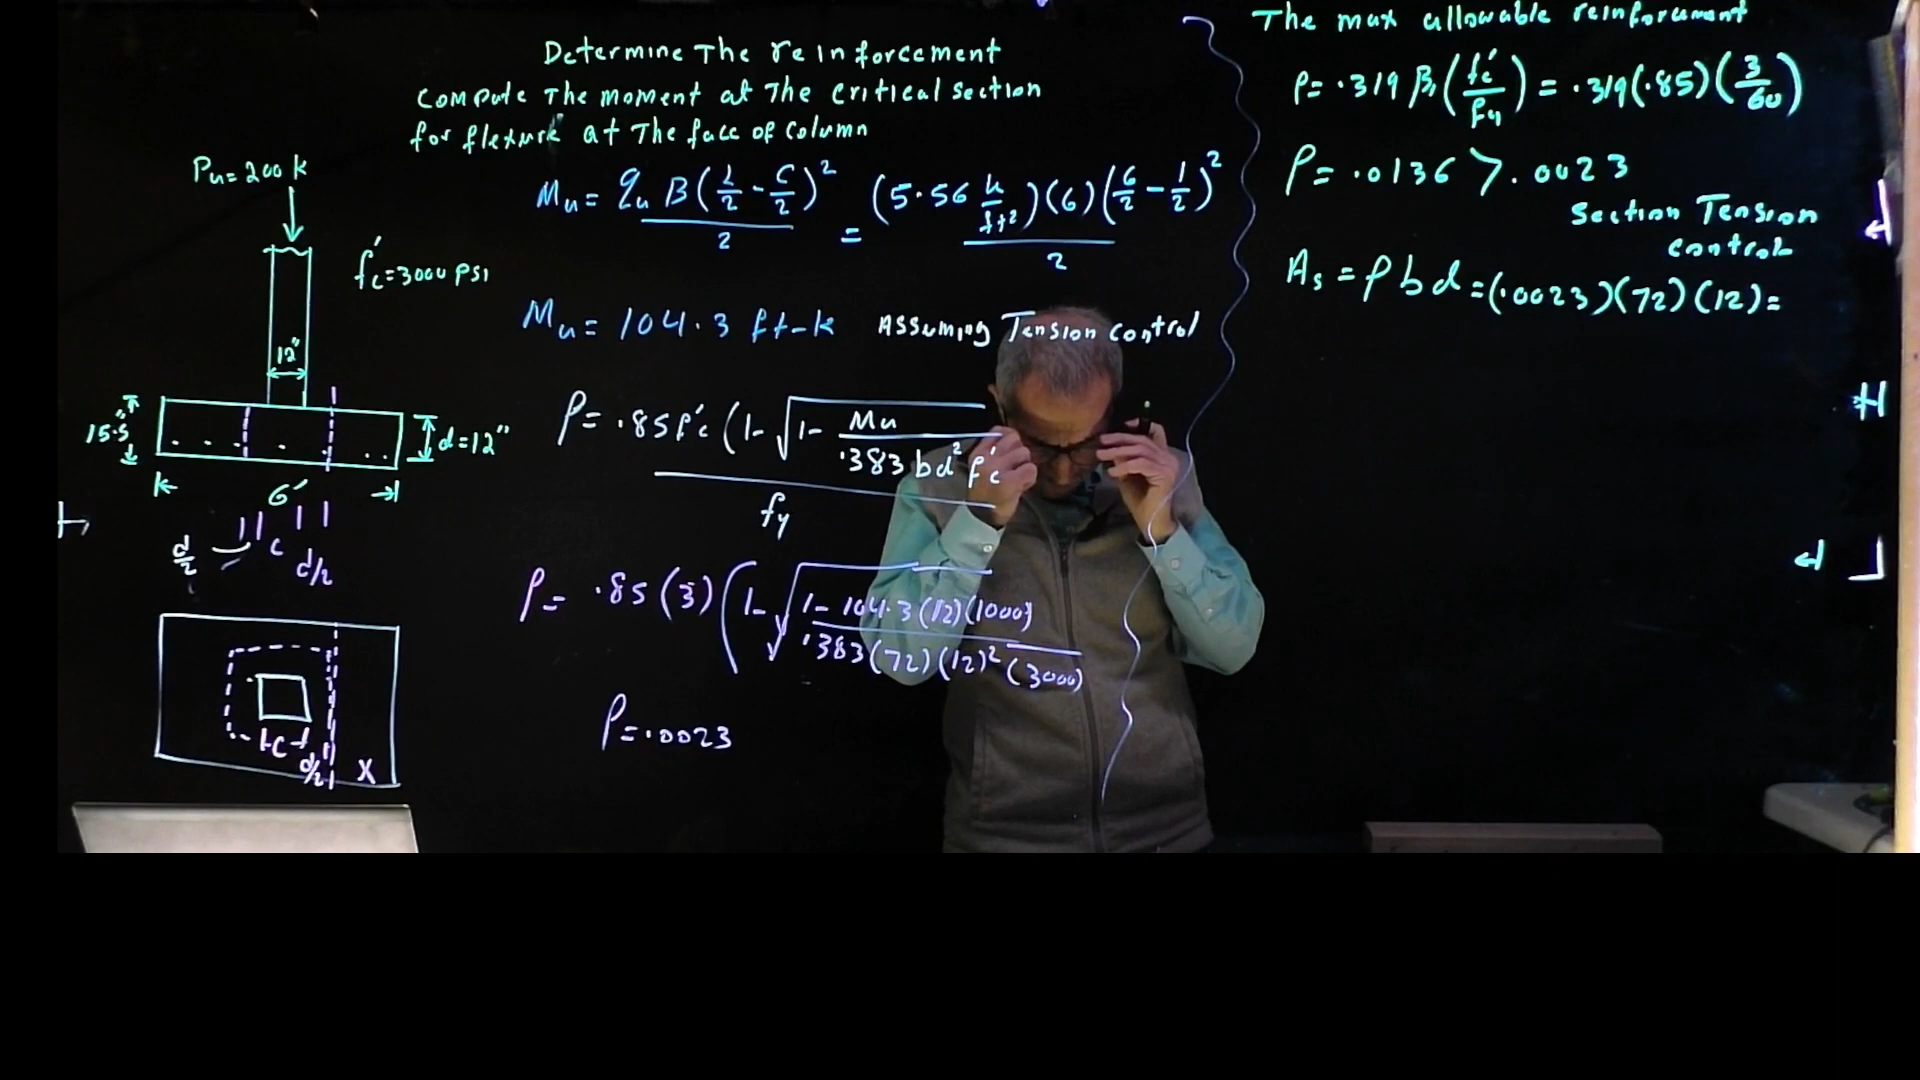 Determine The reinforcement
Compute The moment at The critical section
for flexure at The face of column
Pu = 200 k
f'c = 3000 psi
12"
15.5"
d = 12"
6'
d/2
c
d/2
c
d/2
x
Mu = qu B (L/2 - C/2)² / 2 = (5.56 k/ft²)(6)(6/2 - 1/2)² / 2
Mu = 104.3 ft-k Assuming Tension control
ρ = .85 f'c (1 - √1 - Mu / .383 bd² f'c / fy
ρ = .85 (3) (1 - √1 - 104.3 (12)(1000) / .383 (72) (12)² (3000)
ρ = .0023
The max allowable reinforcement
ρ = .319 β₁ (f'c / fy) = .319 (.85) (3/60)
ρ = .0136 > .0023
Section Tension
control
As = ρ b d = (.0023)(72)(12) =